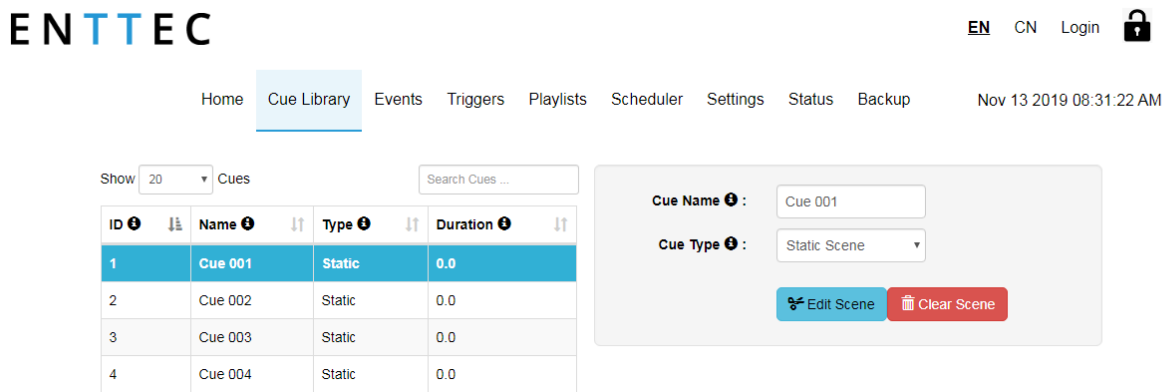 ENTTEC
EN CN Login
Home Cue Library Events Triggers Playlists Scheduler Settings Status Backup Nov 13 2019 08:31:22 AM
Show 20 Cues Search Cues ...
ID Name Type Duration
1 Cue 001 Static 0.0
2 Cue 002 Static 0.0
3 Cue 003 Static 0.0
4 Cue 004 Static 0.0
Cue Name : Cue 001
Cue Type : Static Scene
Edit Scene Clear Scene